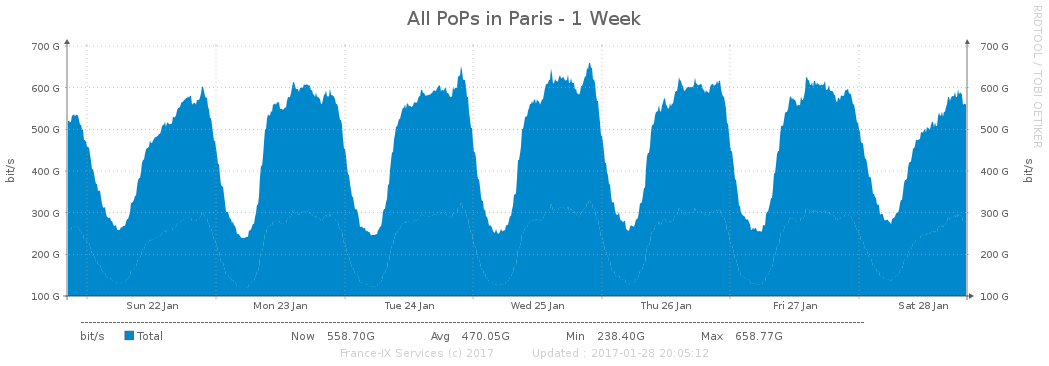 All PoPs in Paris - 1 Week
RRDTOOL / TOBI OETIKER
700 G 700 G
600 G 600 G
500 G 500 G
400 G 400 G
300 G 300 G
200 G 200 G
100 G 100 G
bit/s bit/s
Sun 22 Jan Mon 23 Jan Tue 24 Jan Wed 25 Jan Thu 26 Jan Fri 27 Jan Sat 28 Jan
bit/s Total Now 558.70G Avg 470.05G Min 238.40G Max 658.77G
France-IX Services (c) 2017 Updated : 2017-01-28 20:05:12